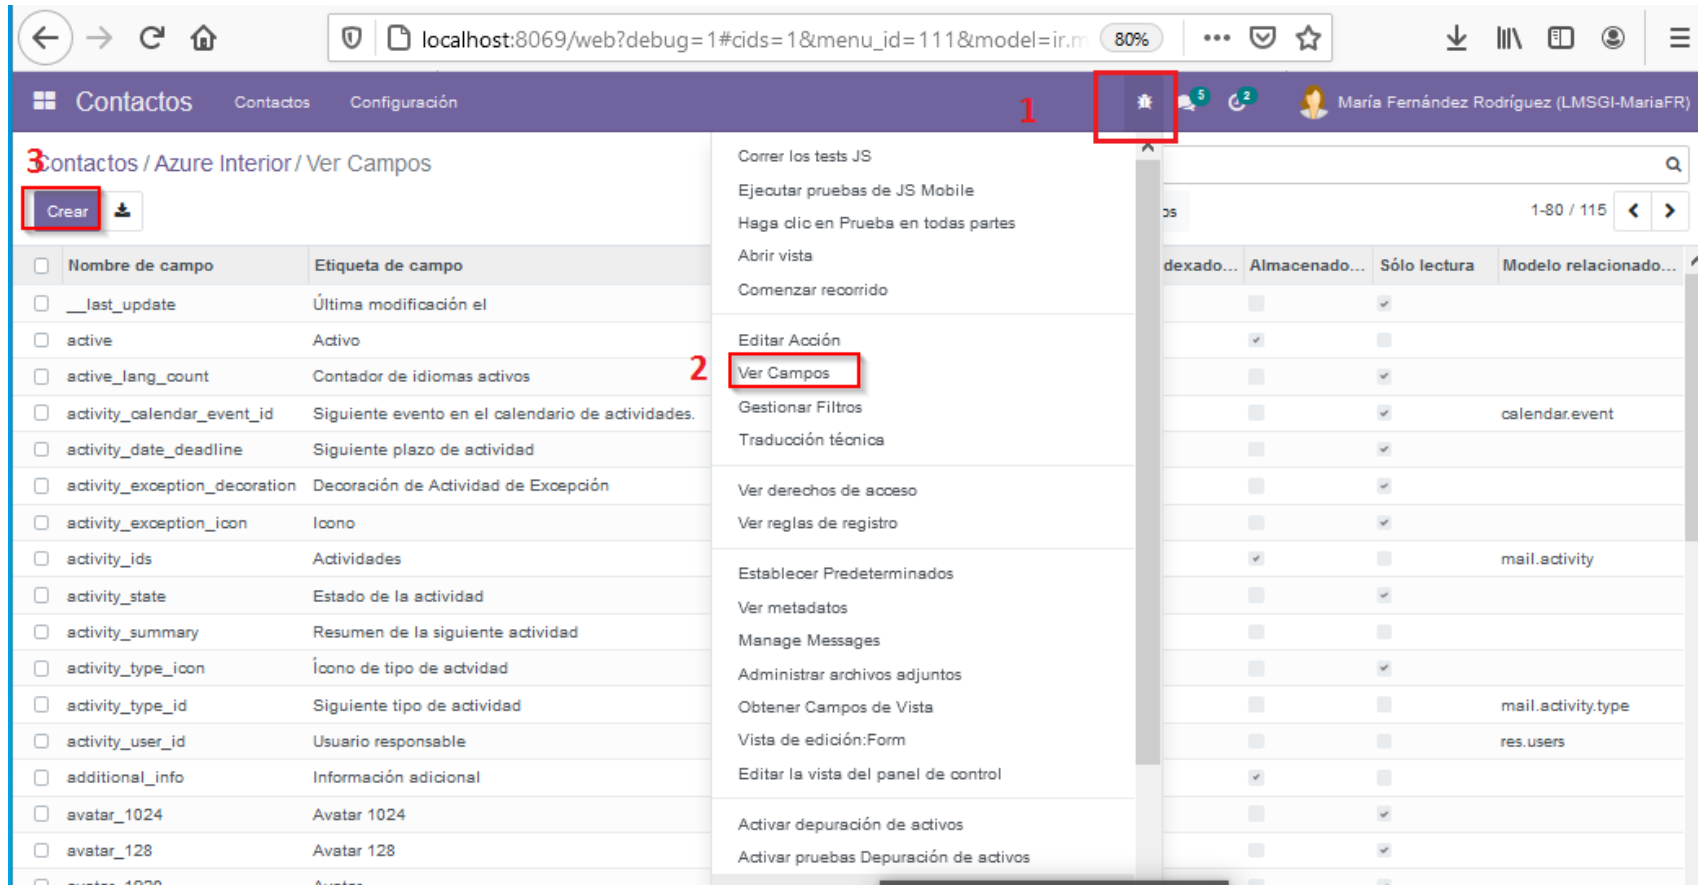 localhost:8069/web?debug=1#cids=1&menu_id=111&model=ir.m 80%
Contactos Contactos Configuración 1 5 2 María Fernández Rodríguez (LMSGI-MariaFR)
3
Contactos / Azure Interior / Ver Campos
Crear
1-80 / 115
Nombre de campo Etiqueta de campo Almacenado... Sólo lectura Modelo relacionado...
__last_update Última modificación el
active Activo
active_lang_count Contador de idiomas activos
activity_calendar_event_id Siguiente evento en el calendario de actividades. calendar.event
activity_date_deadline Siguiente plazo de actividad
activity_exception_decoration Decoración de Actividad de Excepción
activity_exception_icon Icono
activity_ids Actividades mail.activity
activity_state Estado de la actividad
activity_summary Resumen de la siguiente actividad
activity_type_icon Ícono de tipo de actvidad
activity_type_id Siguiente tipo de actividad mail.activity.type
activity_user_id Usuario responsable res.users
additional_info Información adicional
avatar_1024 Avatar 1024
avatar_128 Avatar 128
Correr los tests JS
Ejecutar pruebas de JS Mobile
Haga clic en Prueba en todas partes
Abrir vista
Comenzar recorrido
Editar Acción
2 Ver Campos
Gestionar Filtros
Traducción técnica
Ver derechos de acceso
Ver reglas de registro
Establecer Predeterminados
Ver metadatos
Manage Messages
Administrar archivos adjuntos
Obtener Campos de Vista
Vista de edición:Form
Editar la vista del panel de control
Activar depuración de activos
Activar pruebas Depuración de activos